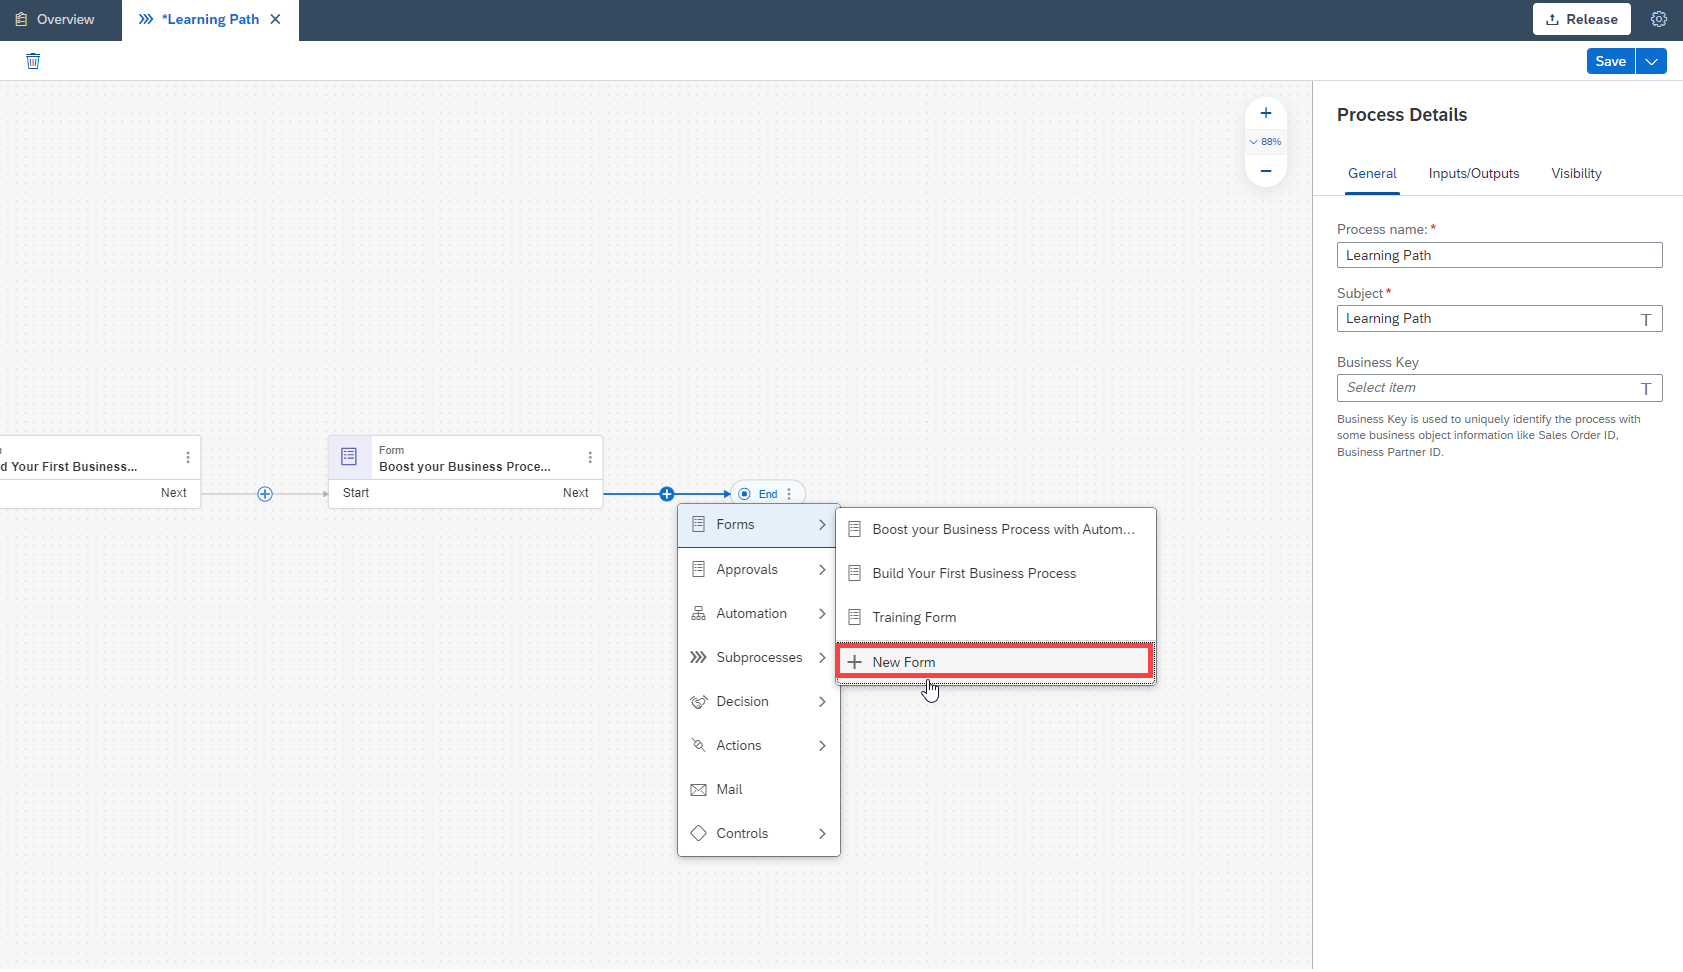 Overview
*Learning Path
Release
Save
88%
Process Details
General Inputs/Outputs Visibility
Process name: *
Learning Path
Subject *
Learning Path
T
Business Key
Select item
T
Business Key is used to uniquely identify the process with
some business object information like Sales Order ID,
Business Partner ID.
d Your First Business...
Next
Form
Boost your Business Proce...
Start Next
End
Forms
Approvals
Automation
Subprocesses
Decision
Actions
Mail
Controls
Boost your Business Process with Autom...
Build Your First Business Process
Training Form
New Form